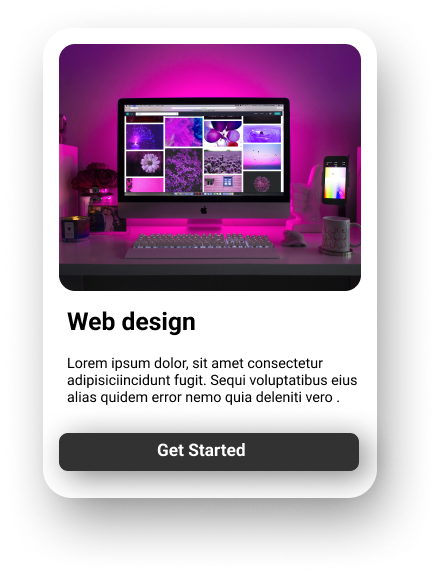 Web design
Lorem ipsum dolor, sit amet consectetur
adipisiciincidunt fugit. Sequi voluptatibus eius
alias quidem error nemo quia deleniti vero .
Get Started